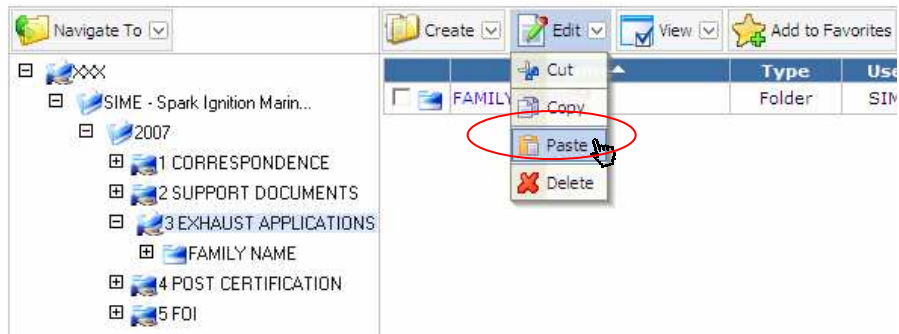 Navigate To
Create Edit View Add to Favorites
XXX
SIME - Spark Ignition Marin...
2007
1 CORRESPONDENCE
2 SUPPORT DOCUMENTS
3 EXHAUST APPLICATIONS
FAMILY NAME
4 POST CERTIFICATION
5 FOI
Type Use
FAMILY Folder SIM
Cut
Copy
Paste
Delete